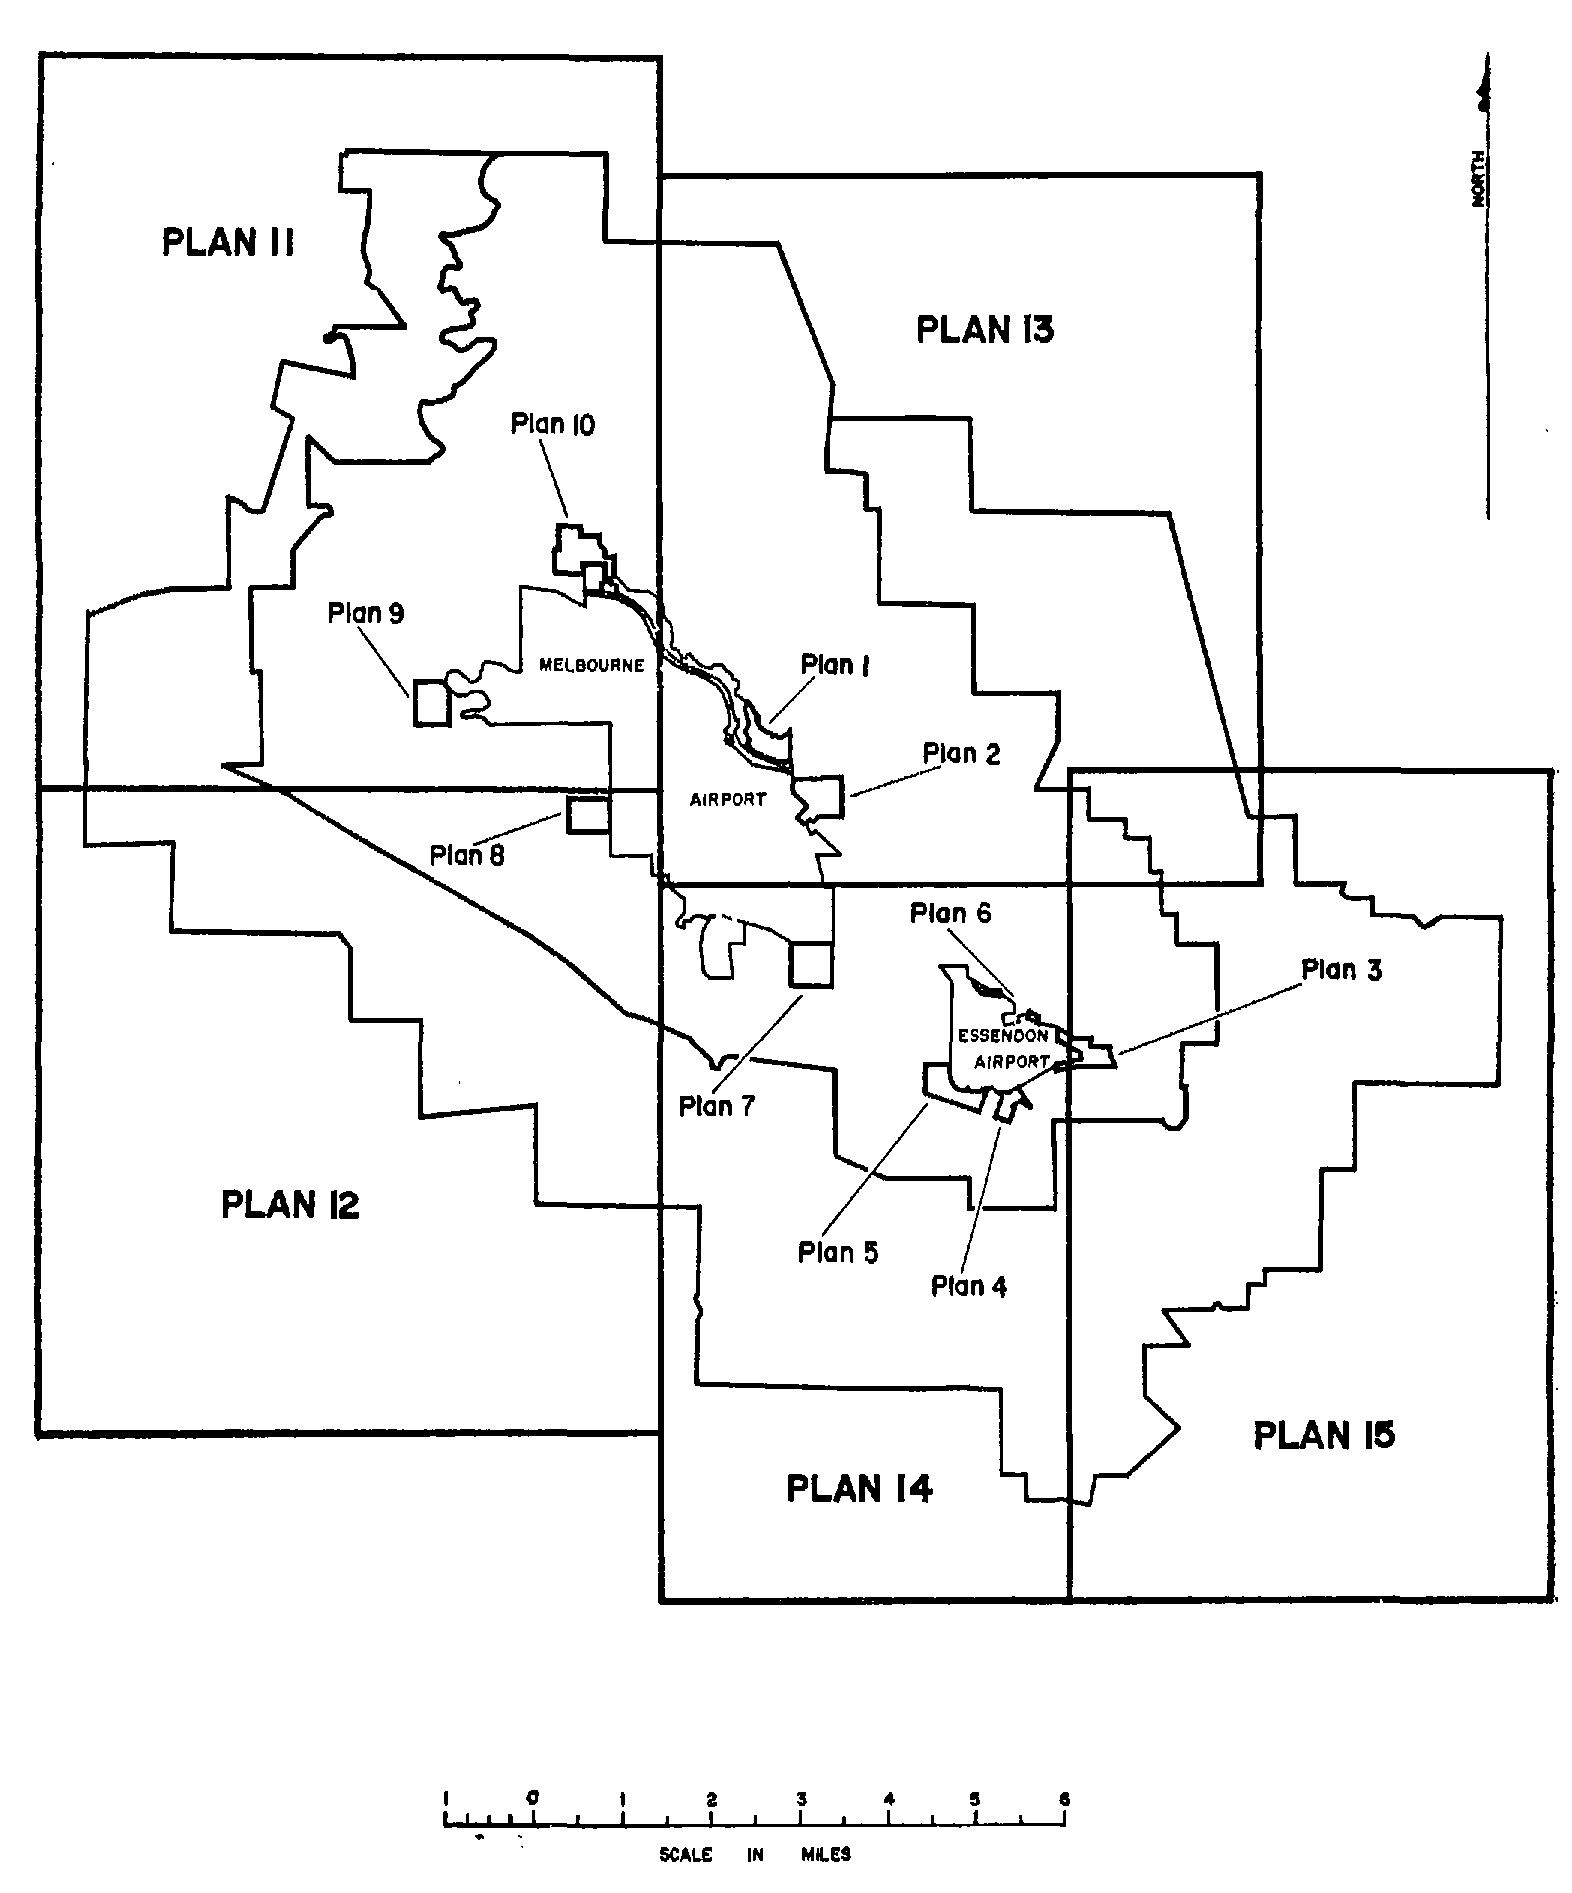 NORTH
PLAN 11
PLAN 13
Plan 10
Plan 9
MELBOURNE
Plan 1
Plan 2
AIRPORT
Plan 8
Plan 6
Plan 3
ESSENDON
AIRPORT
Plan 7
PLAN 12
Plan 5
Plan 4
PLAN 15
PLAN 14
1 0 1 2 3 4 5 6
SCALE IN MILES